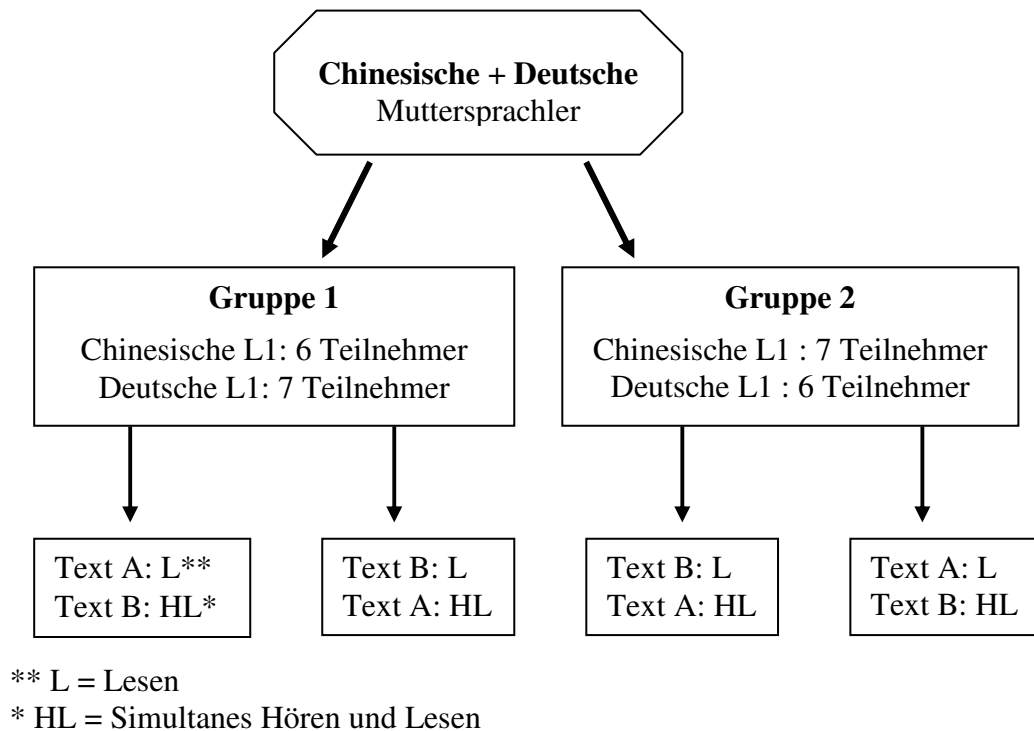 Chinesische + Deutsche
Muttersprachler
Gruppe 1
Chinesische L1: 6 Teilnehmer
Deutsche L1: 7 Teilnehmer
Gruppe 2
Chinesische L1 : 7 Teilnehmer
Deutsche L1 : 6 Teilnehmer
Text A: L**
Text B: HL*
Text B: L
Text A: HL
Text B: L
Text A: HL
Text A: L
Text B: HL
** L = Lesen
* HL = Simultanes Hören und Lesen